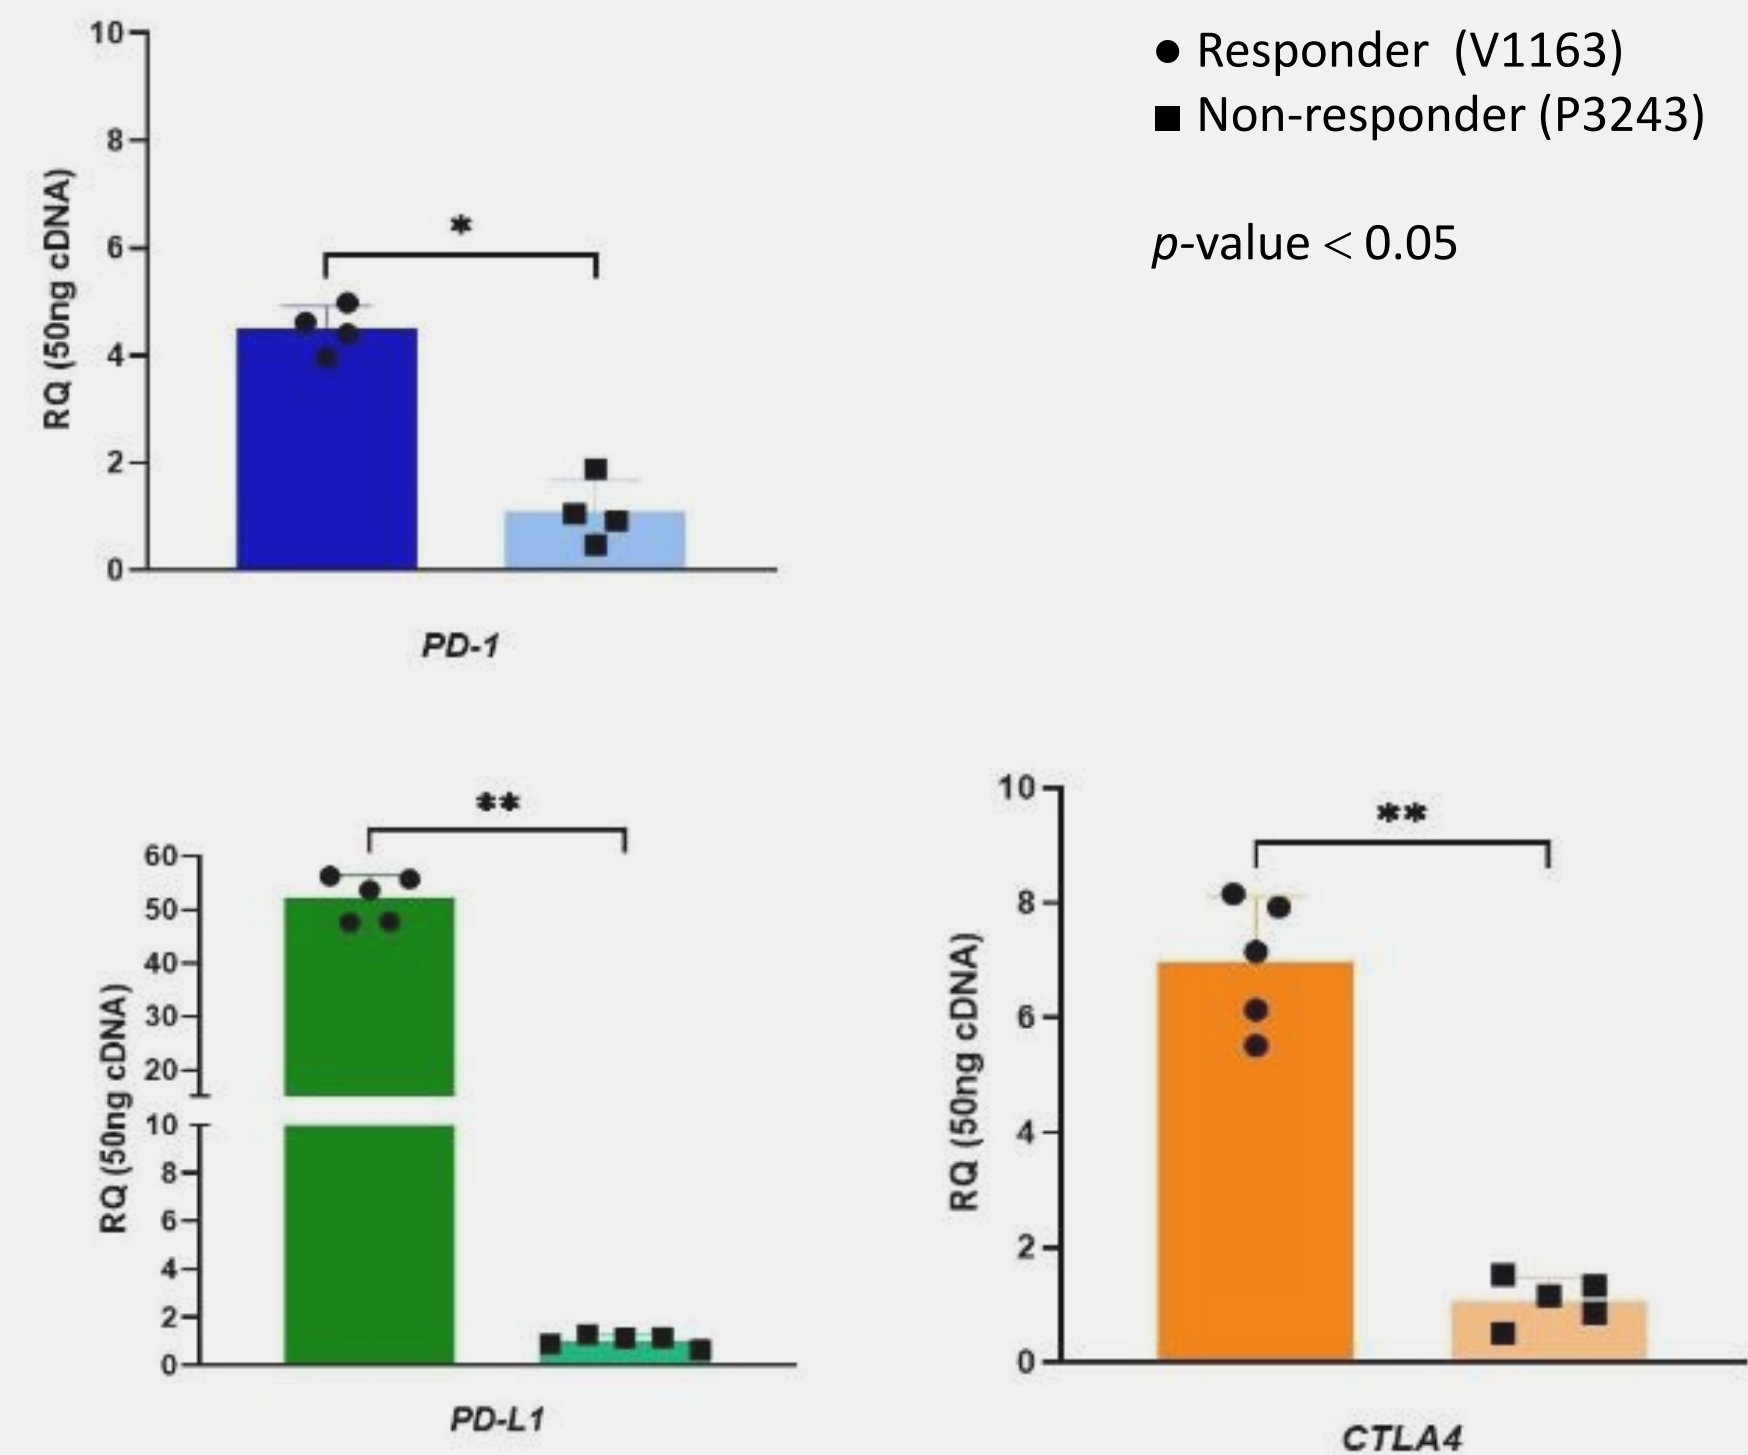 10
8
6
4
2
0
RQ (50ng cDNA)
*
PD-1
● Responder (V1163)
■ Non-responder (P3243)
p-value < 0.05
60
50
40
30
20
10
8
6
4
2
0
RQ (50ng cDNA)
**
PD-L1
10
8
6
4
2
0
RQ (50ng cDNA)
**
CTLA4